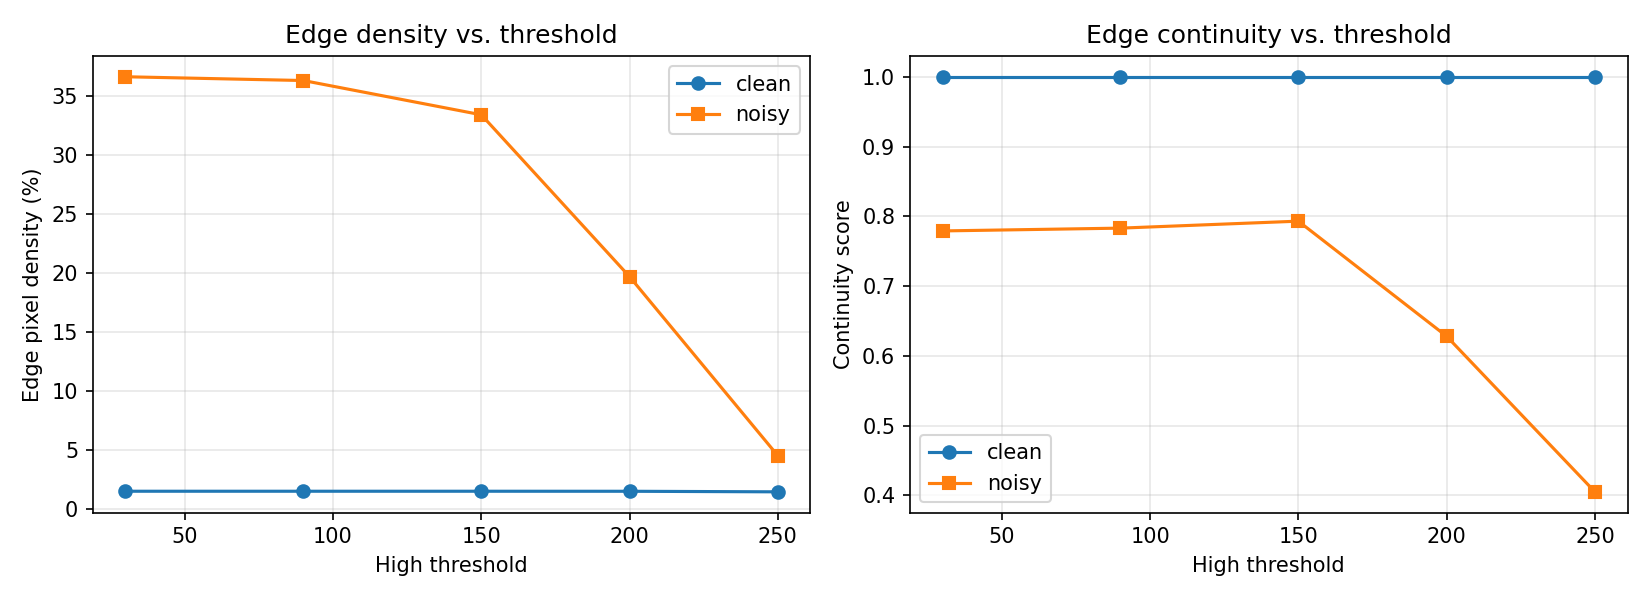 Edge density vs. threshold
Edge pixel density (%)
35
30
25
20
15
10
5
0
clean
noisy
50
100
150
200
250
High threshold
Edge continuity vs. threshold
Continuity score
1.0
0.9
0.8
0.7
0.6
0.5
0.4
clean
noisy
50
100
150
200
250
High threshold